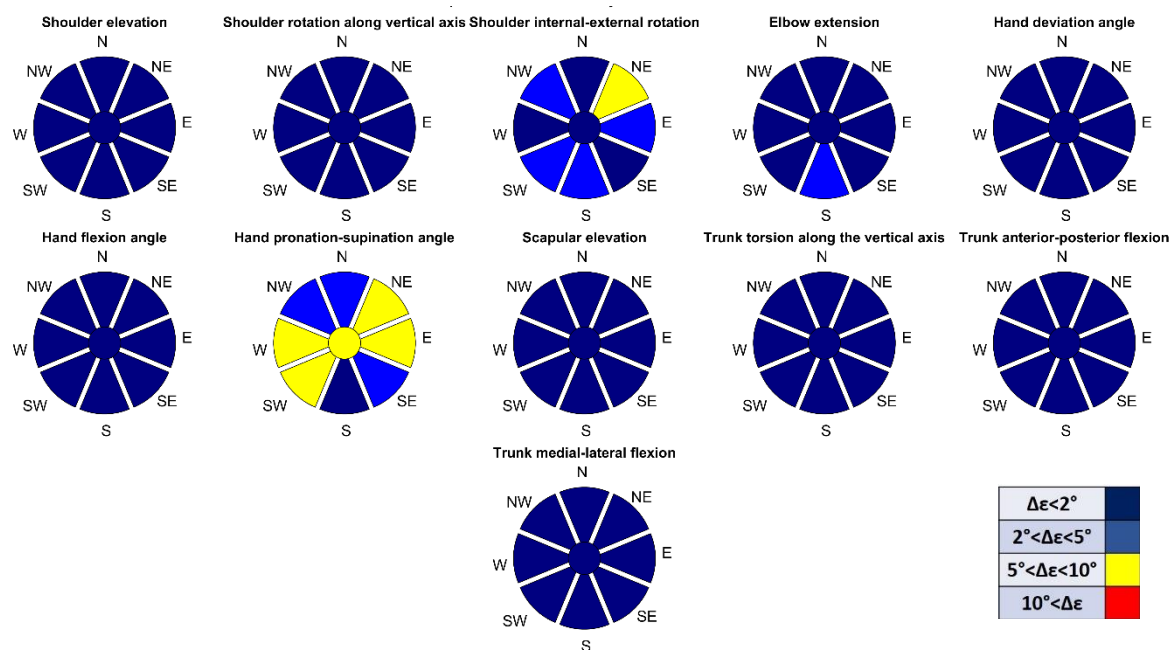 Shoulder elevation
N
NW
NE
W
E
SW
SE
S
Shoulder rotation along vertical axis
N
NW
NE
W
E
SW
SE
S
Shoulder internal-external rotation
N
NW
NE
W
E
SW
SE
S
Elbow extension
N
NW
NE
W
E
SW
SE
S
Hand deviation angle
N
NW
NE
W
E
SW
SE
S
Hand flexion angle
N
NW
NE
W
E
SW
SE
S
Hand pronation-supination angle
N
NW
NE
W
E
SW
SE
S
Scapular elevation
N
NW
NE
W
E
SW
SE
S
Trunk torsion along the vertical axis
N
NW
NE
W
E
SW
SE
S
Trunk anterior-posterior flexion
N
NW
NE
W
E
SW
SE
S
Trunk medial-lateral flexion
N
NW
NE
W
E
SW
SE
S
Δε<2°
2°<Δε<5°
5°<Δε<10°
10°<Δε